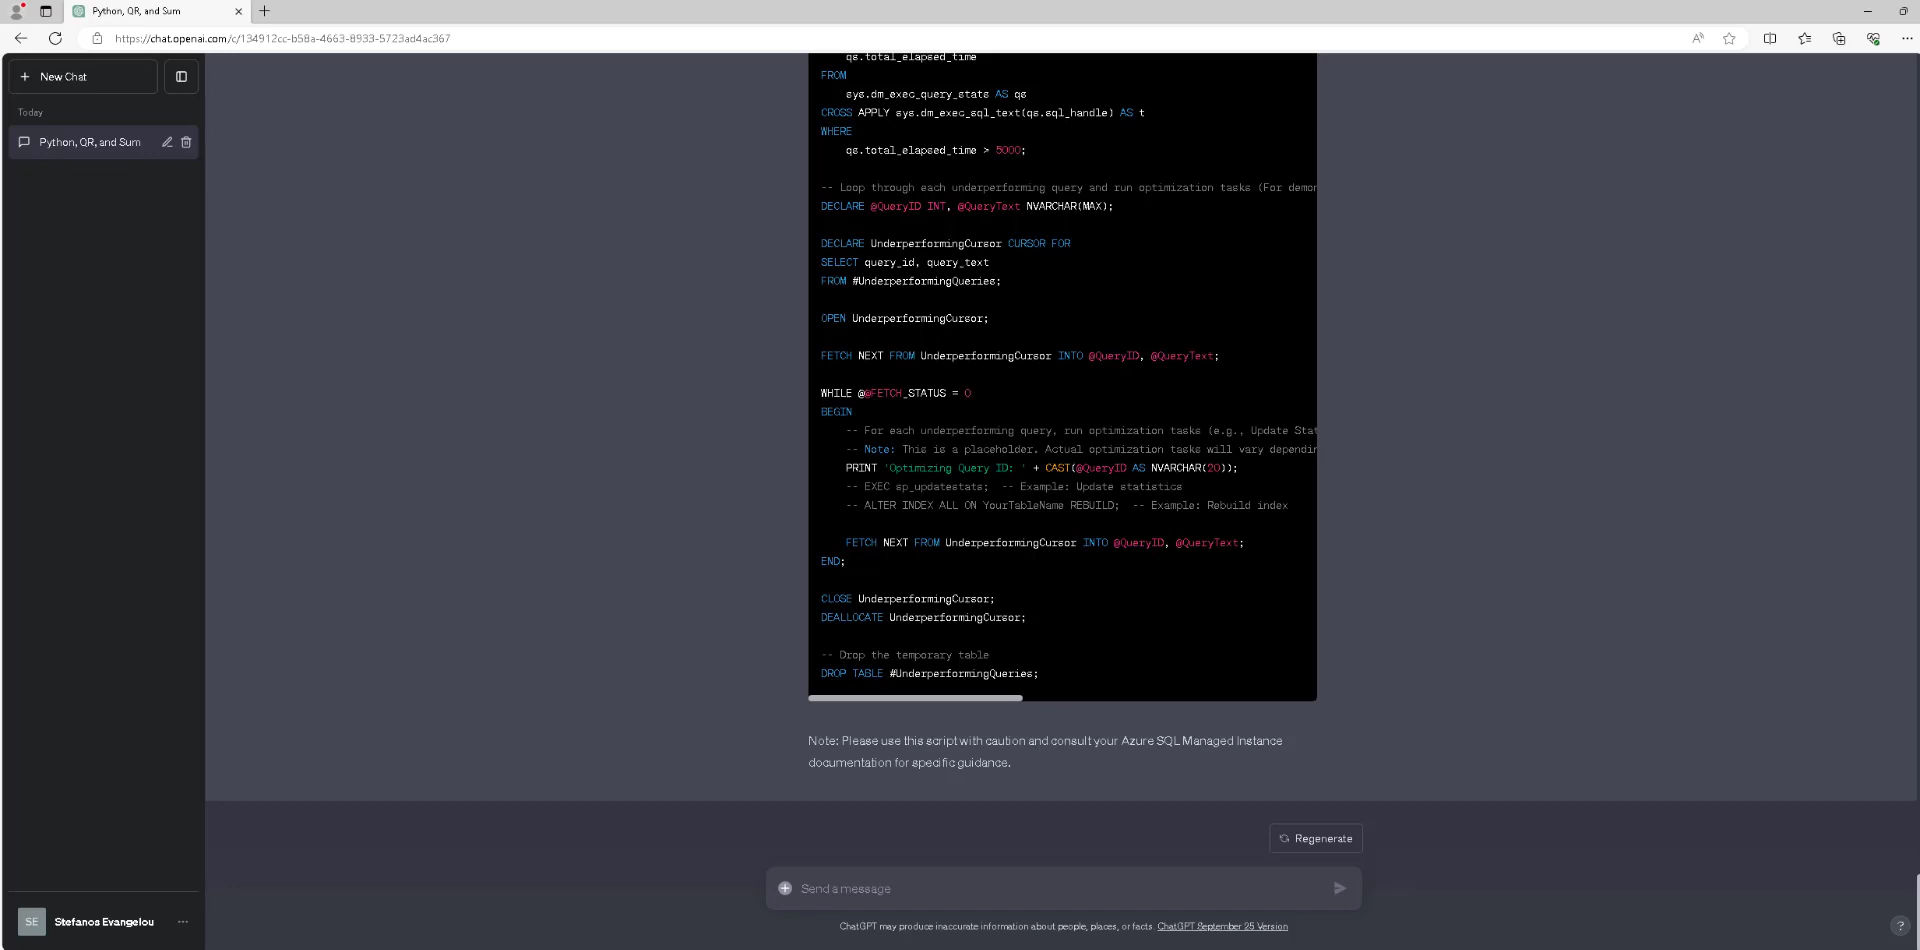 Python, QR, and Sum
https://chat.openai.com/c/134912cc-b58a-4663-8933-5723ad4ac367
New Chat
Today
Python, QR, and Sum
qs.total_elapsed_time
FROM
sys.dm_exec_query_stats AS qs
CROSS APPLY sys.dm_exec_sql_text(qs.sql_handle) AS t
WHERE
qs.total_elapsed_time > 5000;
-- Loop through each underperforming query and run optimization tasks (For demon
DECLARE @QueryID INT, @QueryText NVARCHAR(MAX);
DECLARE UnderperformingCursor CURSOR FOR
SELECT query_id, query_text
FROM #UnderperformingQueries;
OPEN UnderperformingCursor;
FETCH NEXT FROM UnderperformingCursor INTO @QueryID, @QueryText;
WHILE @@FETCH_STATUS = 0
BEGIN
-- For each underperforming query, run optimization tasks (e.g., Update Stat
-- Note: This is a placeholder. Actual optimization tasks will vary dependin
PRINT 'Optimizing Query ID: ' + CAST(@QueryID AS NVARCHAR(20));
-- EXEC sp_updatestats;  -- Example: Update statistics
-- ALTER INDEX ALL ON YourTableName REBUILD;  -- Example: Rebuild index
FETCH NEXT FROM UnderperformingCursor INTO @QueryID, @QueryText;
END;
CLOSE UnderperformingCursor;
DEALLOCATE UnderperformingCursor;
-- Drop the temporary table
DROP TABLE #UnderperformingQueries;
Note: Please use this script with caution and consult your Azure SQL Managed Instance
documentation for specific guidance.
Regenerate
Send a message
SE Stefanos Evangelou
ChatGPT may produce inaccurate information about people, places, or facts. ChatGPT September 25 Version
?